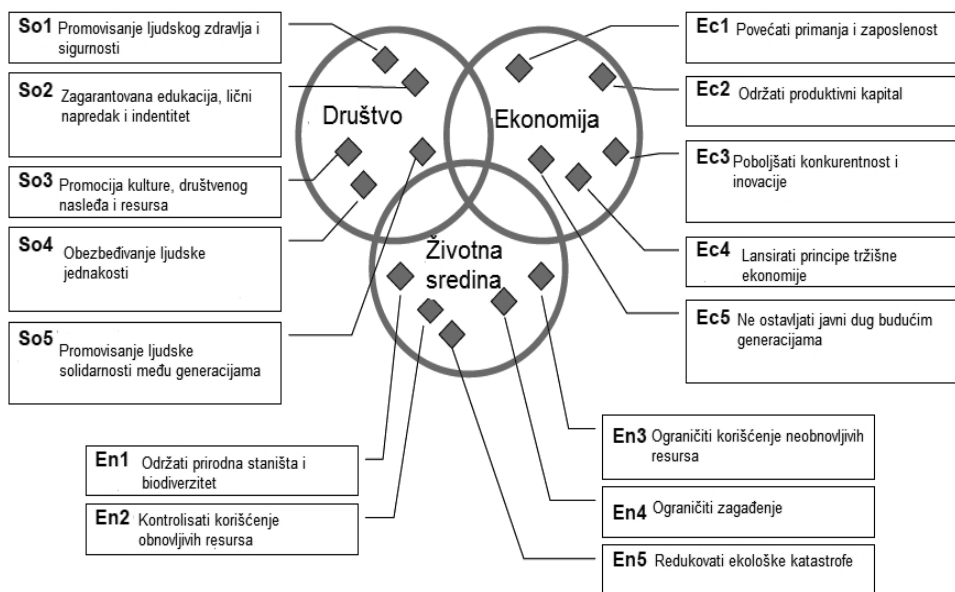 So1 Promovisanje ljudskog zdravlja i
sigurnosti
So2 Zagarantovana edukacija, lični
napredak i indentitet
So3 Promocija kulture, društvenog
nasleđa i resursa
So4 Obezbeđivanje ljudske
jednakosti
So5 Promovisanje ljudske
solidarnosti među generacijama
Društvo
Ekonomija
Životna
sredina
Ec1 Povećati primanja i zaposlenost
Ec2 Održati produktivni kapital
Ec3 Poboljšati konkurentnost i
inovacije
Ec4 Lansirati principe tržišne
ekonomije
Ec5 Ne ostavljati javni dug budućim
generacijama
En1 Održati prirodna staništa i
biodiverzitet
En2 Kontrolisati korišćenje
obnovljivih resursa
En3 Ograničiti korišćenje neobnovljivih
resursa
En4 Ograničiti zagađenje
En5 Redukovati ekološke katastrofe